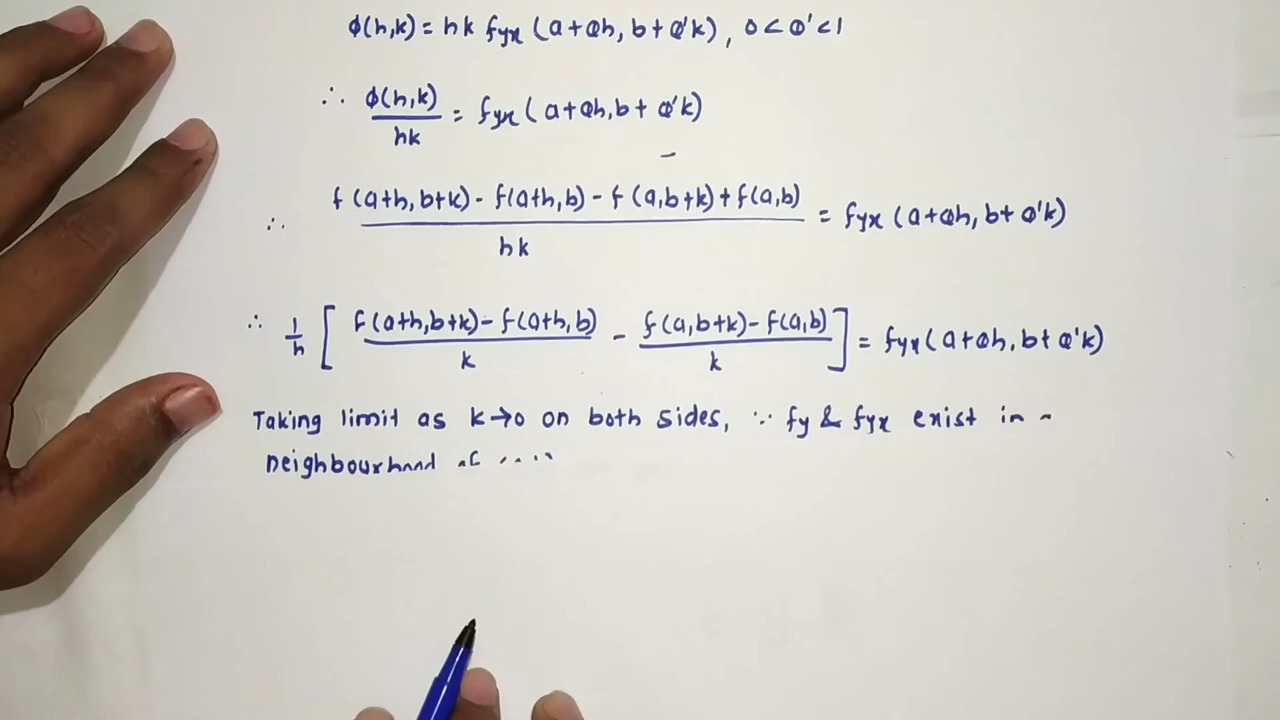 ϕ(h,k) = hk fyx (a+θh, b+θ'k), 0<θ'<1
∴ ϕ(h,k)/hk = fyx (a+θh, b+θ'k)
∴ f(a+h, b+k) - f(a+h, b) - f(a, b+k) + f(a,b)/hk = fyx (a+θh, b+θ'k)
∴ 1/h [ f(a+h, b+k) - f(a+h, b)/k - f(a, b+k) - f(a,b)/k ] = fyx (a+θh, b+θ'k)
Taking limit as k→0 on both sides, ∵ fy & fyx exist in a
neighbourhood of